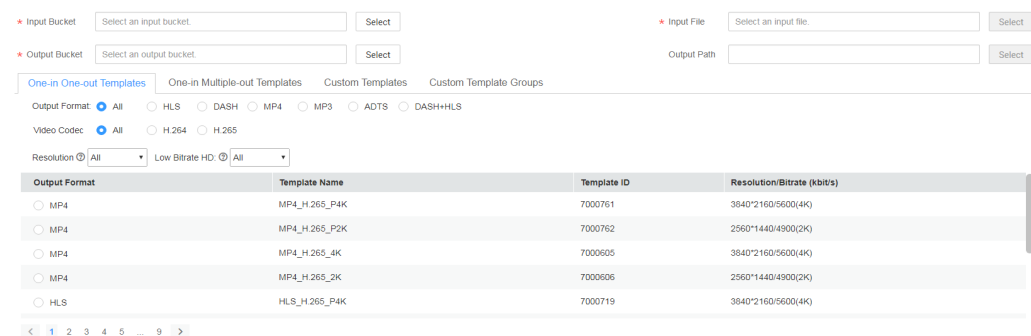 * Input Bucket Select an input bucket. Select * Input File Select an input file. Select
* Output Bucket Select an output bucket. Select Output Path Select
One-in One-out Templates One-in Multiple-out Templates Custom Templates Custom Template Groups
Output Format: All HLS DASH MP4 MP3 ADTS DASH+HLS
Video Codec All H.264 H.265
Resolution ? All Low Bitrate HD: ? All
Output Format Template Name Template ID Resolution/Bitrate (kbit/s)
MP4 MP4_H.265_P4K 7000761 3840*2160/5600(4K)
MP4 MP4_H.265_P2K 7000762 2560*1440/4900(2K)
MP4 MP4_H.265_4K 7000605 3840*2160/5600(4K)
MP4 MP4_H.265_2K 7000606 2560*1440/4900(2K)
HLS HLS_H.265_P4K 7000719 3840*2160/5600(4K)
< 1 2 3 4 5 ... 9 >